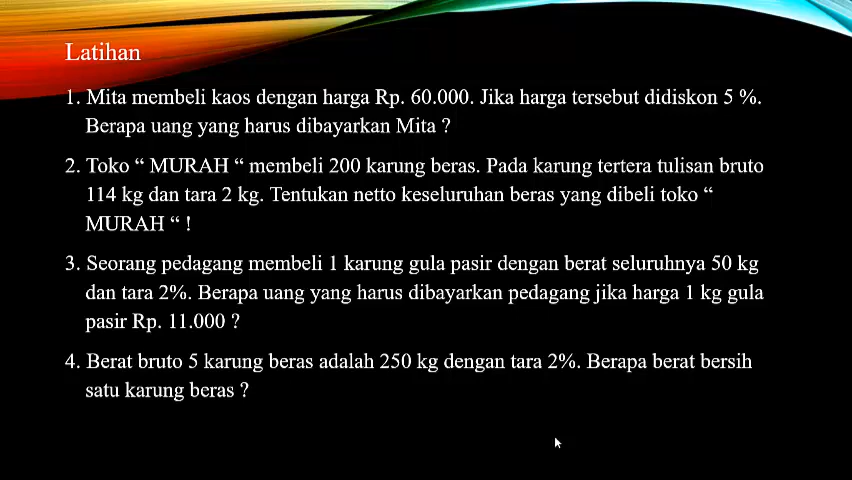 Latihan
1. Mita membeli kaos dengan harga Rp. 60.000. Jika harga tersebut didiskon 5 %.
Berapa uang yang harus dibayarkan Mita ?
2. Toko “ MURAH “ membeli 200 karung beras. Pada karung tertera tulisan bruto
114 kg dan tara 2 kg. Tentukan netto keseluruhan beras yang dibeli toko “
MURAH “ !
3. Seorang pedagang membeli 1 karung gula pasir dengan berat seluruhnya 50 kg
dan tara 2%. Berapa uang yang harus dibayarkan pedagang jika harga 1 kg gula
pasir Rp. 11.000 ?
4. Berat bruto 5 karung beras adalah 250 kg dengan tara 2%. Berapa berat bersih
satu karung beras ?